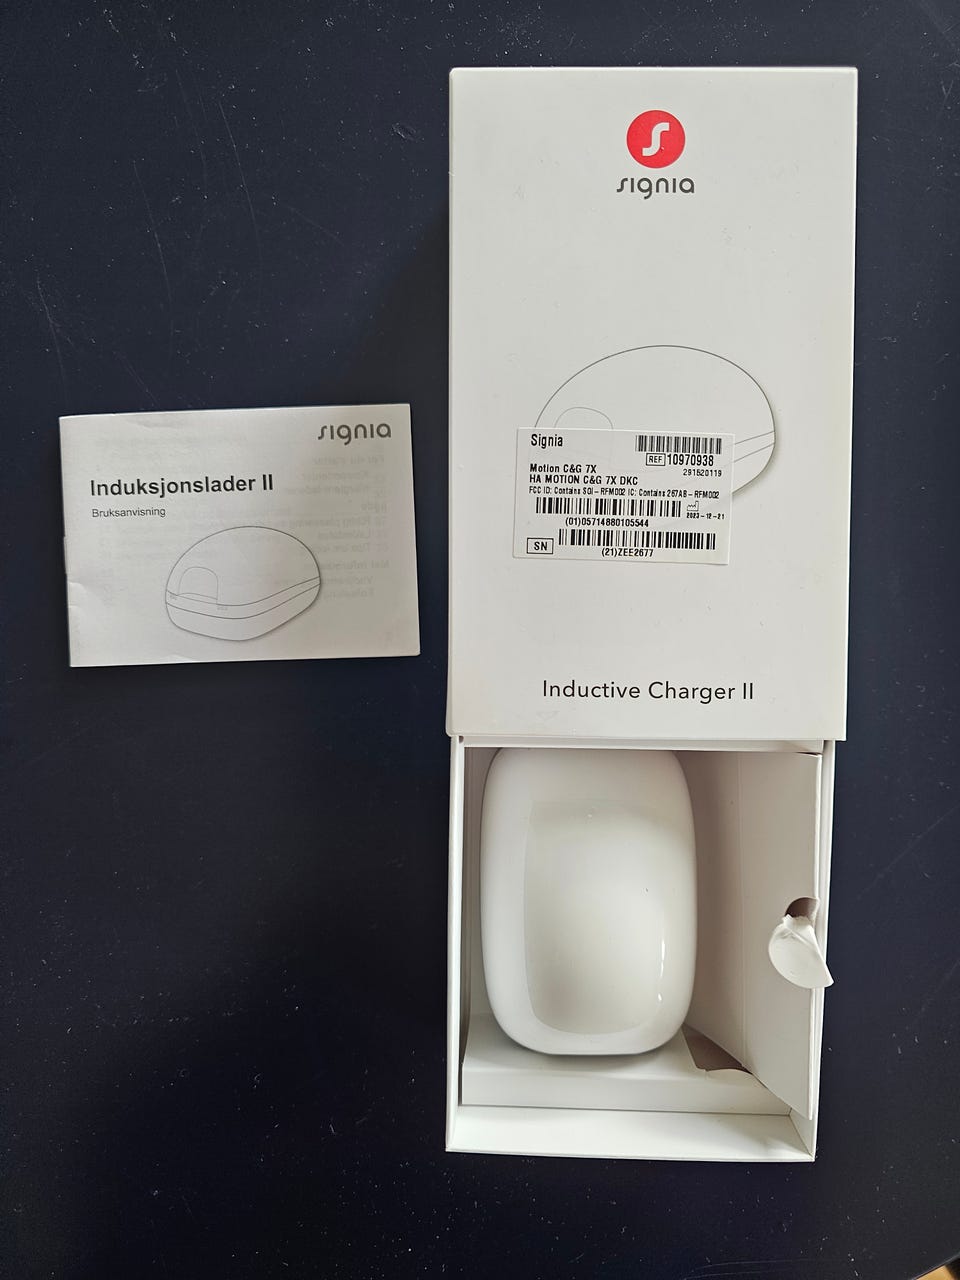 signia
Induksjonslader II
Bruksanvisning
signia
Signia
REF 10970938
291520119
Motion C&G 7X
HA MOTION C&G 7X DKC
FCC ID: Contains SGI - RFM002 IC: Contains 267AB - RFM002
2023-12-21
(01)05714880105544
SN
(21)ZEE2677
Inductive Charger II